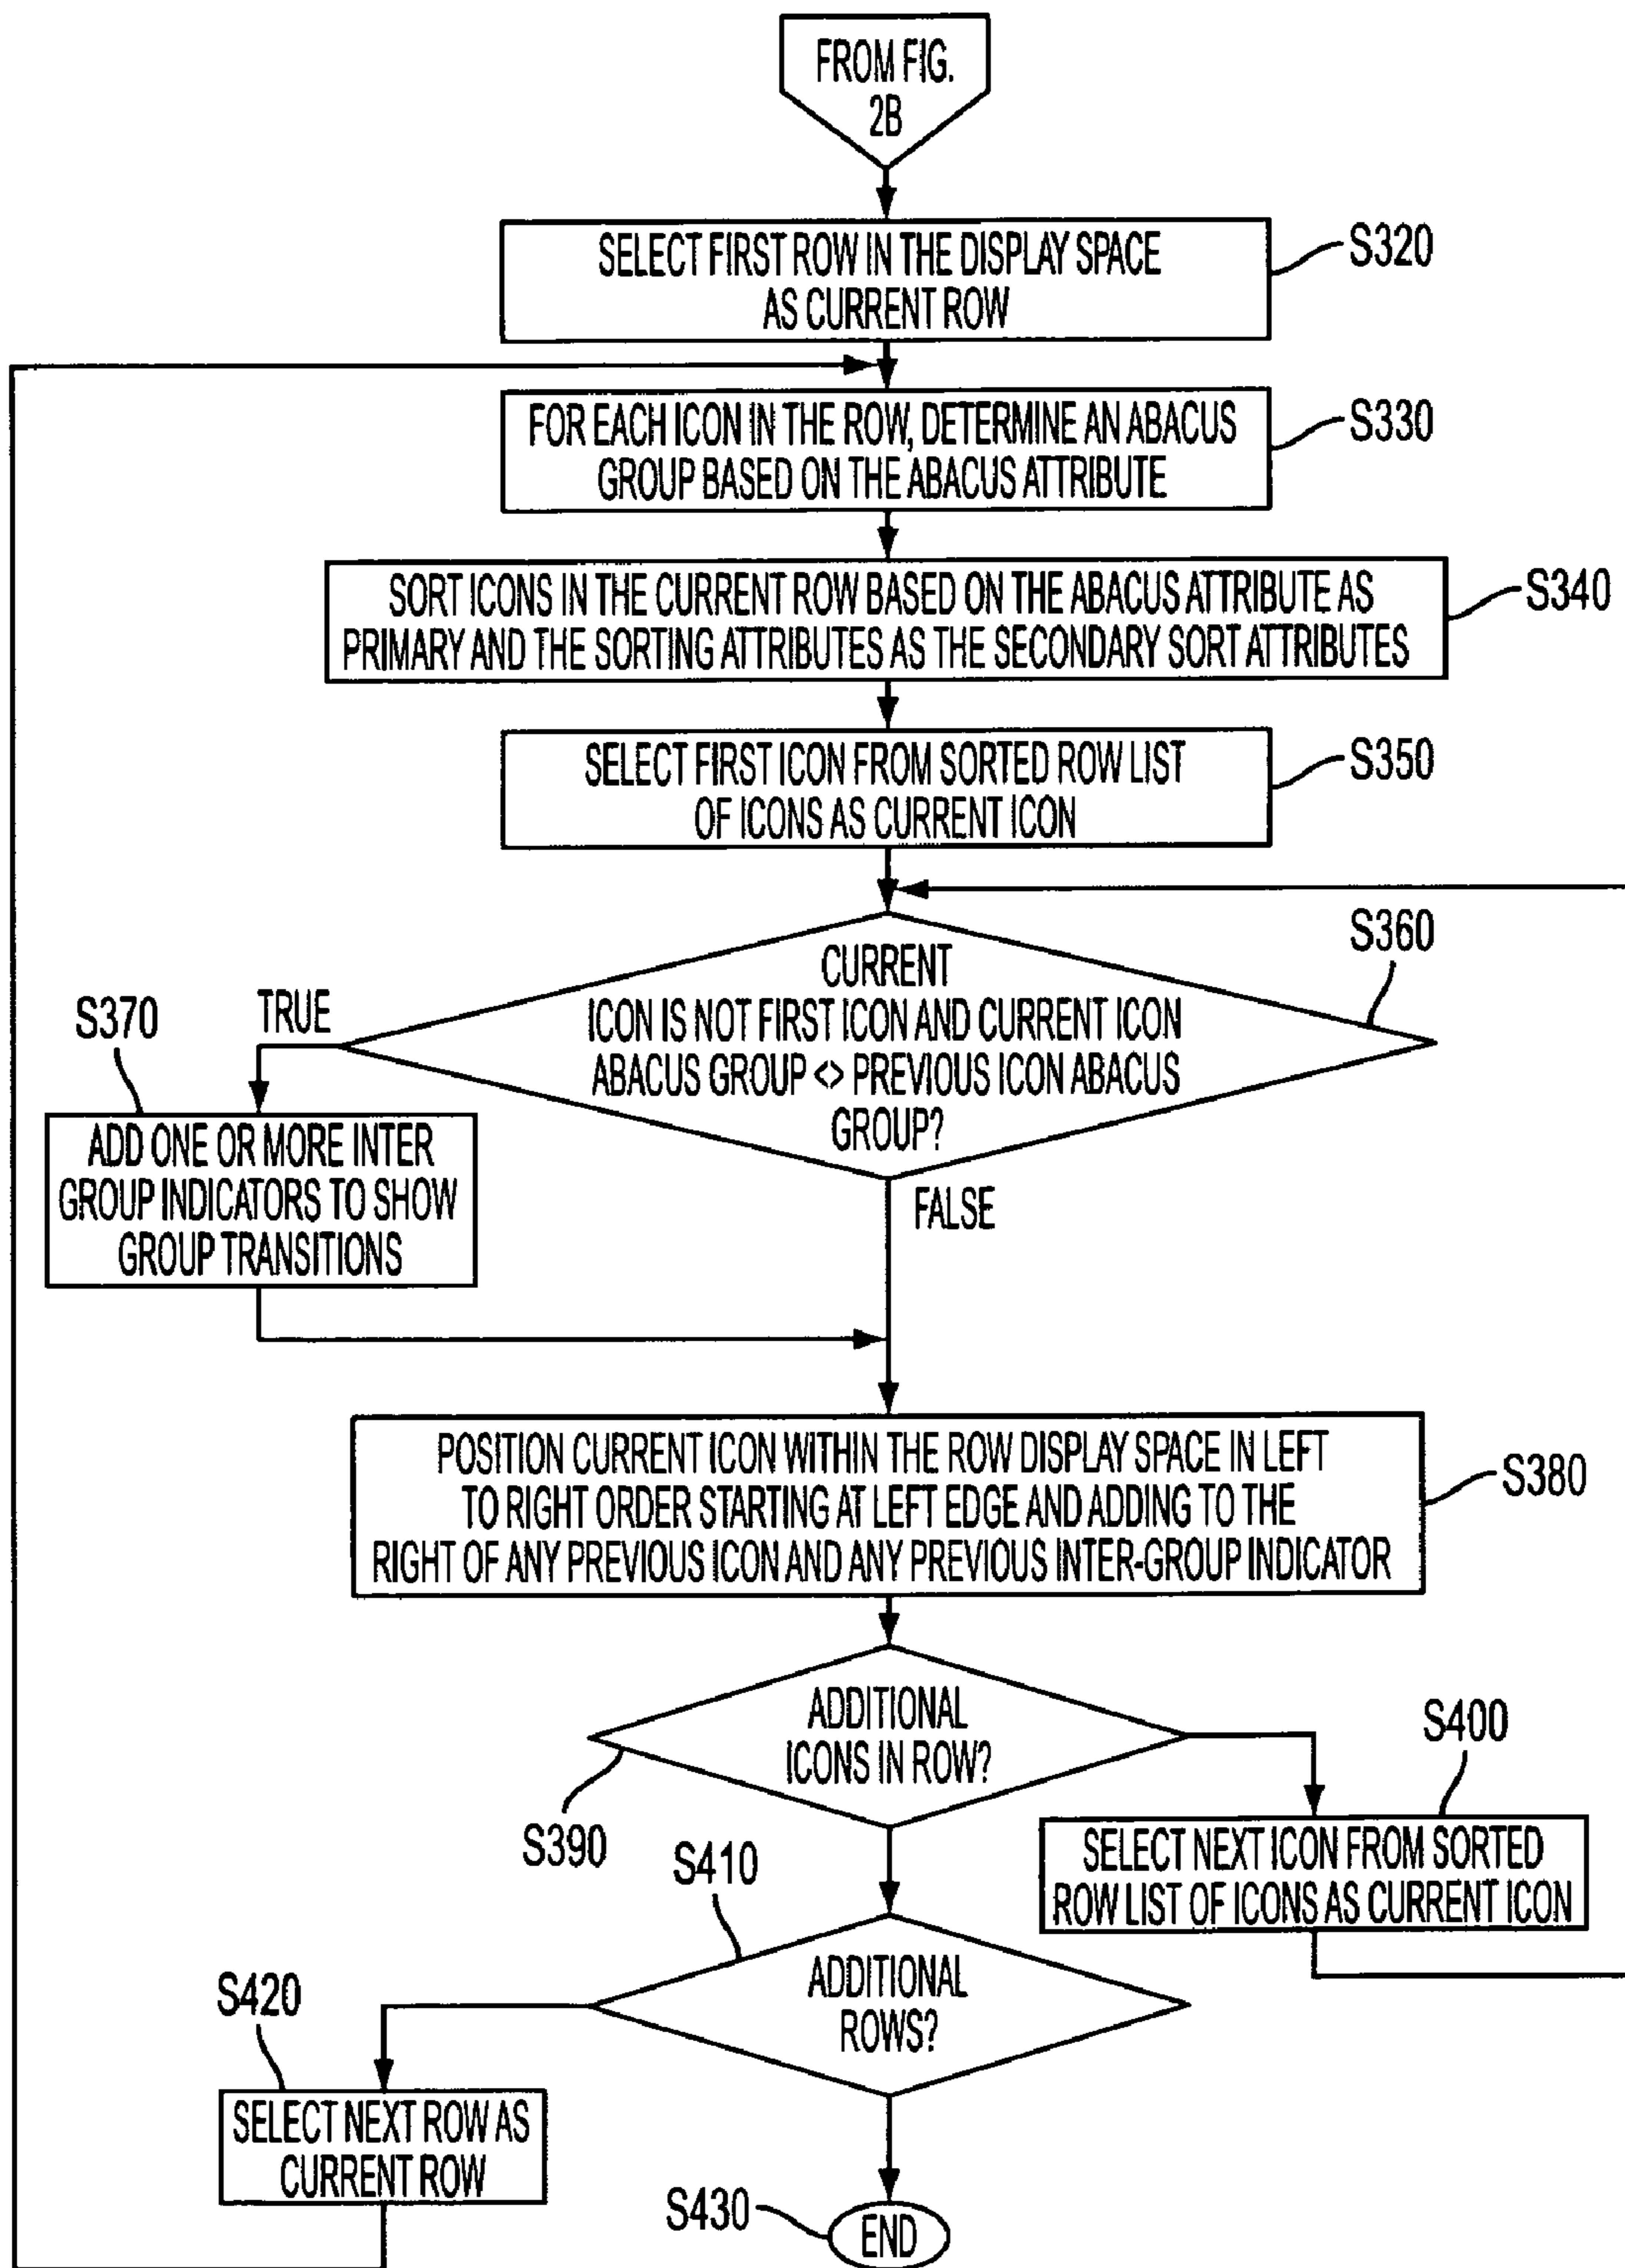 FROM FIG.
2B
SELECT FIRST ROW IN THE DISPLAY SPACE
AS CURRENT ROW
S320
FOR EACH ICON IN THE ROW, DETERMINE AN ABACUS
GROUP BASED ON THE ABACUS ATTRIBUTE
S330
SORT ICONS IN THE CURRENT ROW BASED ON THE ABACUS ATTRIBUTE AS
PRIMARY AND THE SORTING ATTRIBUTES AS THE SECONDARY SORT ATTRIBUTES
S340
SELECT FIRST ICON FROM SORTED ROW LIST
OF ICONS AS CURRENT ICON
S350
CURRENT
ICON IS NOT FIRST ICON AND CURRENT ICON
ABACUS GROUP <> PREVIOUS ICON ABACUS
GROUP?
S360
TRUE
S370
ADD ONE OR MORE INTER
GROUP INDICATORS TO SHOW
GROUP TRANSITIONS
FALSE
POSITION CURRENT ICON WITHIN THE ROW DISPLAY SPACE IN LEFT
TO RIGHT ORDER STARTING AT LEFT EDGE AND ADDING TO THE
RIGHT OF ANY PREVIOUS ICON AND ANY PREVIOUS INTER-GROUP INDICATOR
S380
ADDITIONAL
ICONS IN ROW?
S390
S400
SELECT NEXT ICON FROM SORTED
ROW LIST OF ICONS AS CURRENT ICON
S410
ADDITIONAL
ROWS?
S420
SELECT NEXT ROW AS
CURRENT ROW
S430
END